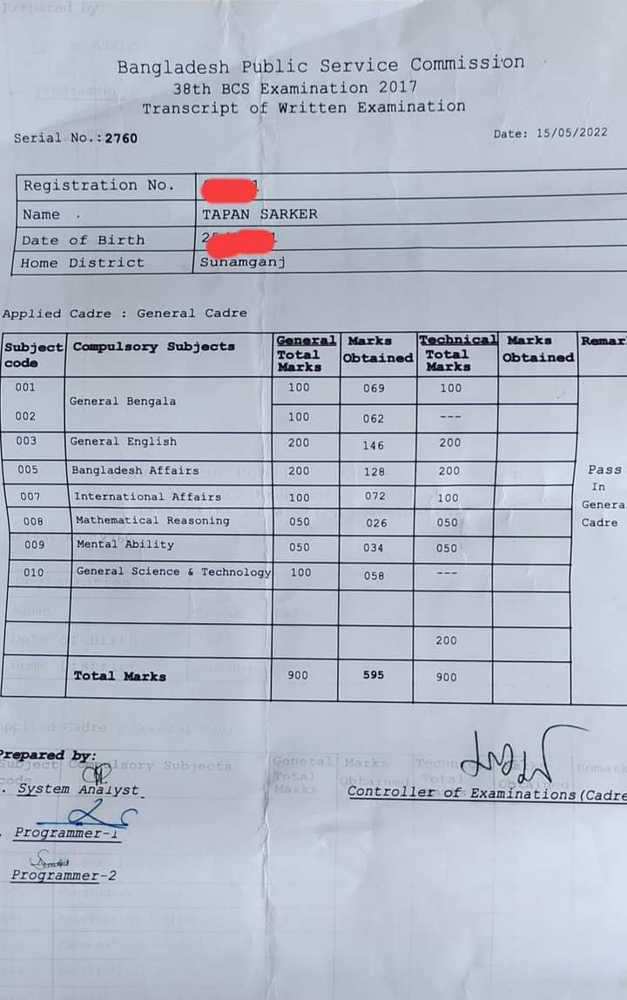 Prepared by:
Bangladesh Public Service Commission
38th BCS Examination 2017
Transcript of Written Examination
Serial No.:2760
Date: 15/05/2022
Registration No.
Name TAPAN SARKER
Date of Birth
Home District Sunamganj
Applied Cadre : General Cadre
Subject code Compulsory Subjects General Total Marks Marks Obtained Technical Total Marks Marks Obtained Remar
001 General Bengala 100 069 100
002 100 062 ---
003 General English 200 146 200
005 Bangladesh Affairs 200 128 200
007 International Affairs 100 072 100
008 Mathematical Reasoning 050 026 050
009 Mental Ability 050 034 050
010 General Science & Technology 100 058 ---
200
Total Marks 900 595 900
Pass
In
Genera
Cadre
Prepared by:
. System Analyst
Controller of Examinations(Cadre
. Programmer-1
Programmer-2